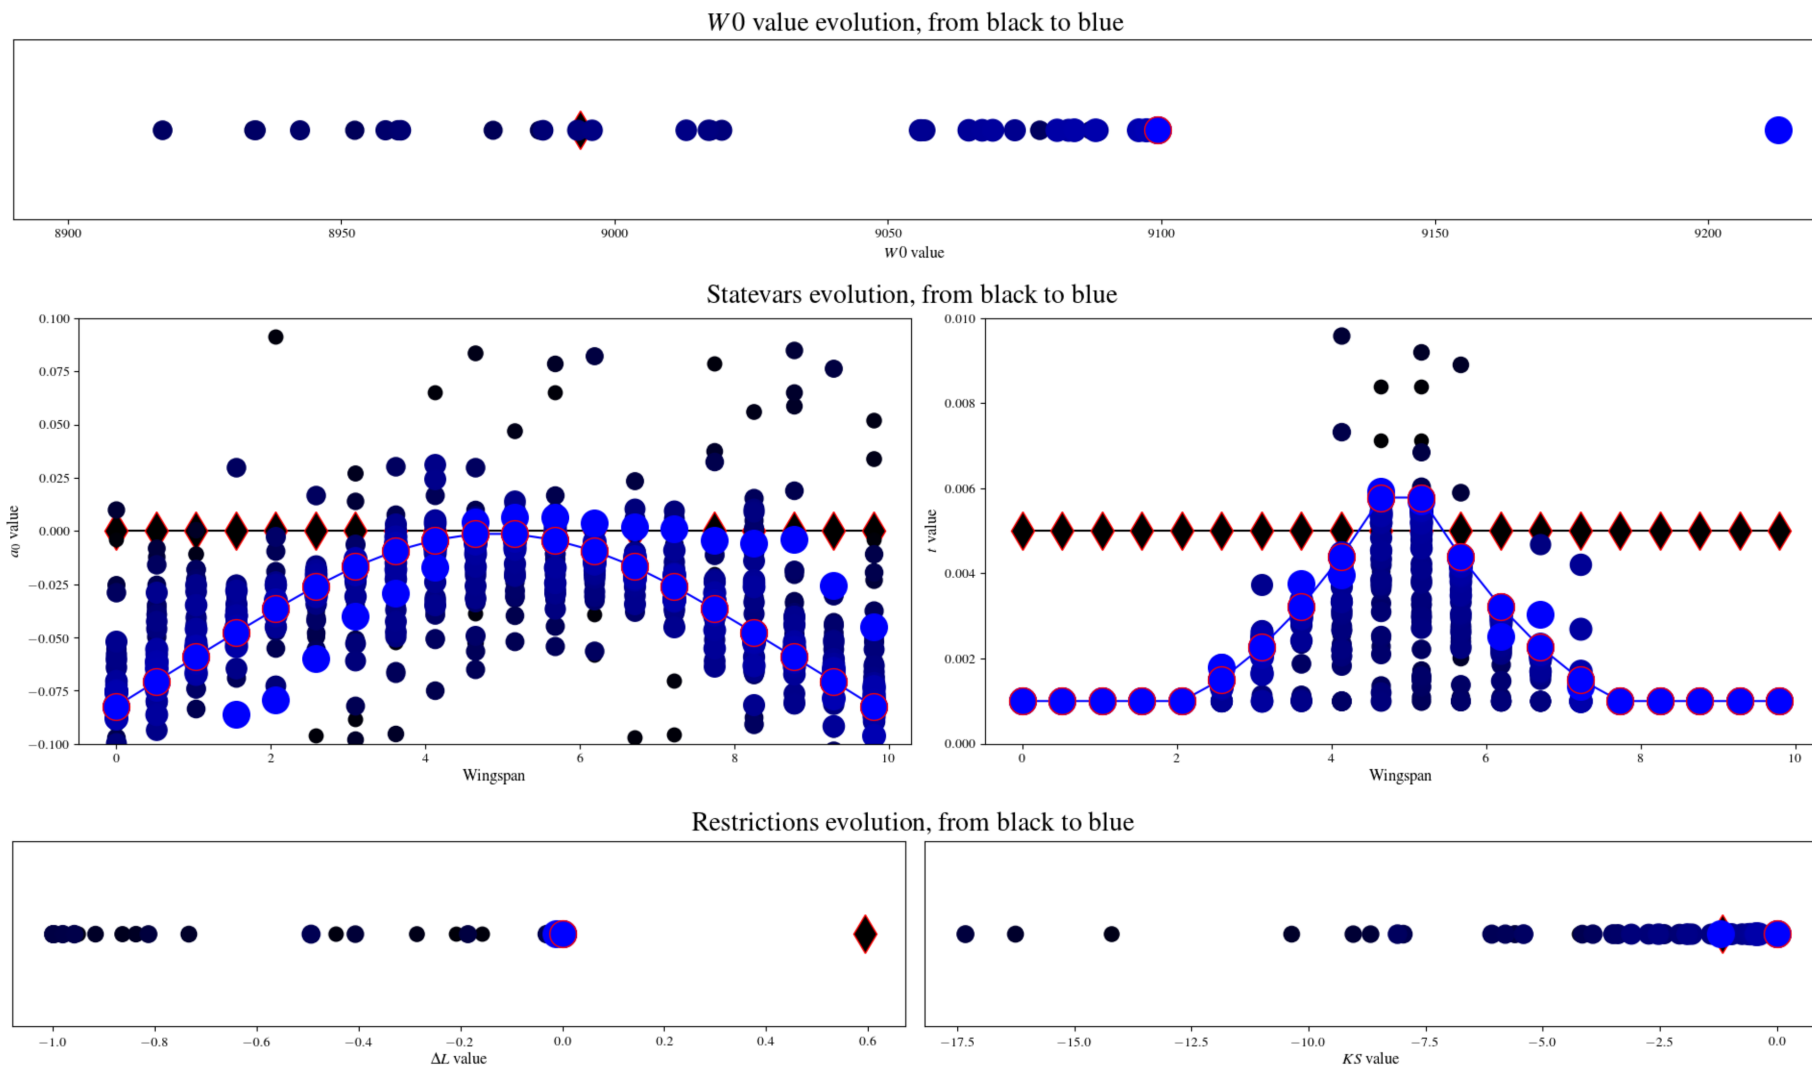 W0 value evolution, from black to blue
8900 8950 9000 9050 9100 9150 9200
W0 value
Statevars evolution, from black to blue
0.100
0.075
0.050
0.025
0.000
−0.025
−0.050
−0.075
−0.100
a0 value
0 2 4 6 8 10
Wingspan
0.010
0.008
0.006
0.004
0.002
0.000
t value
0 2 4 6 8 10
Wingspan
Restrictions evolution, from black to blue
−1.0 −0.8 −0.6 −0.4 −0.2 0.0 0.2 0.4 0.6
ΔL value
−17.5 −15.0 −12.5 −10.0 −7.5 −5.0 −2.5 0.0
KS value